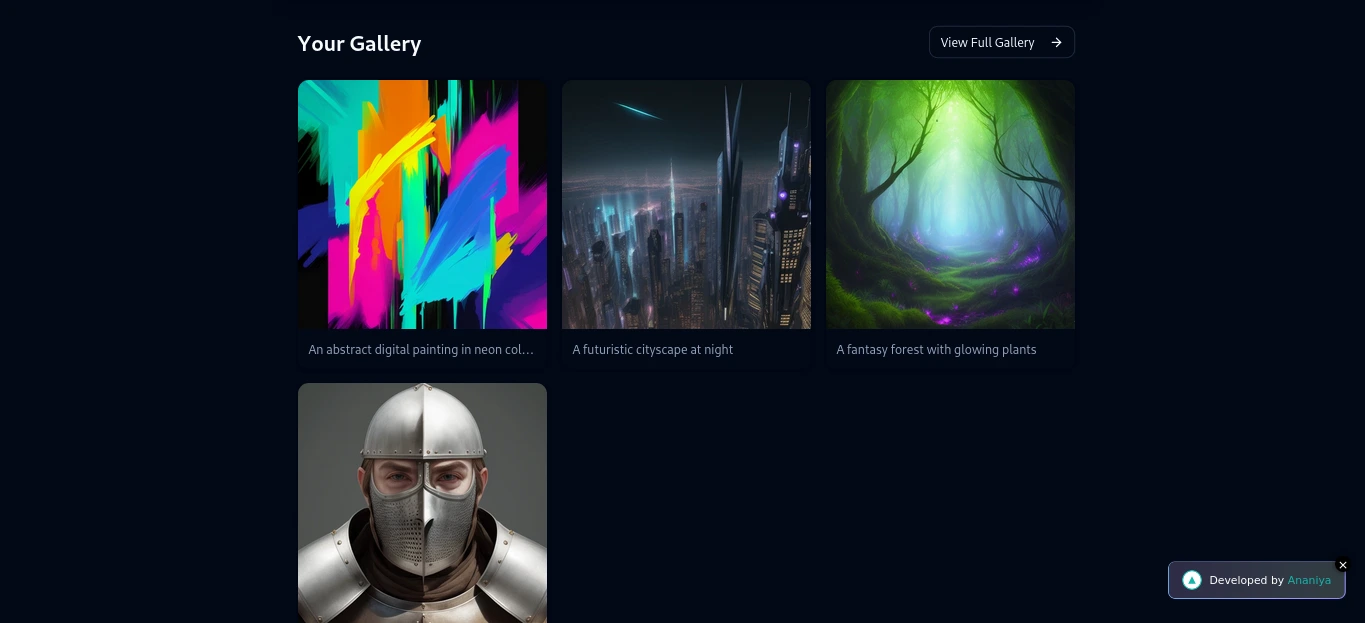 Your Gallery
View Full Gallery
An abstract digital painting in neon col...
A futuristic cityscape at night
A fantasy forest with glowing plants
Developed by Ananiya